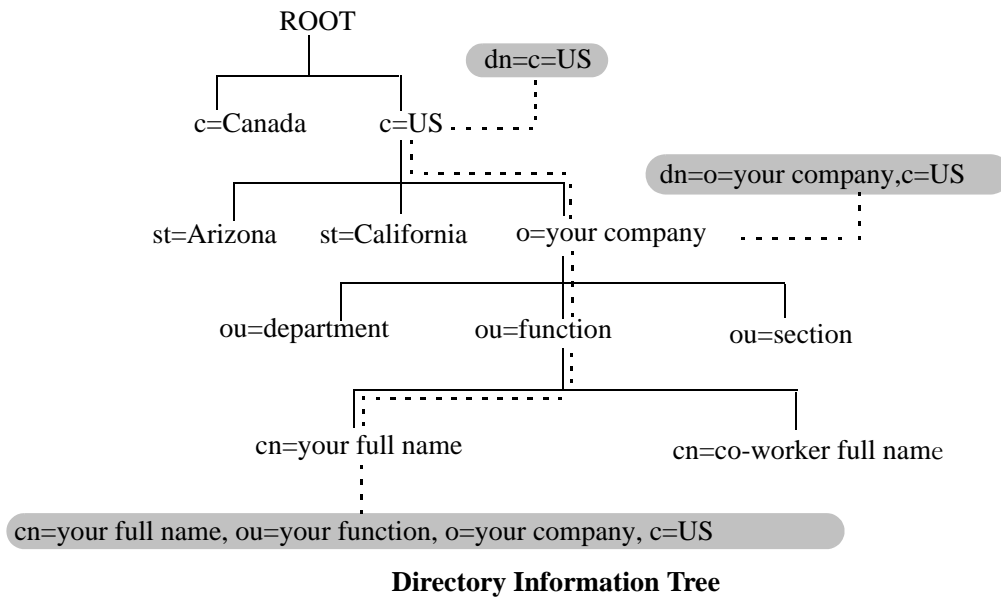 ROOT
dn=c=US
c=Canada
c=US
dn=o=your company,c=US
st=Arizona
st=California
o=your company
ou=department
ou=function
ou=section
cn=your full name
cn=co-worker full name
cn=your full name, ou=your function, o=your company, c=US
Directory Information Tree